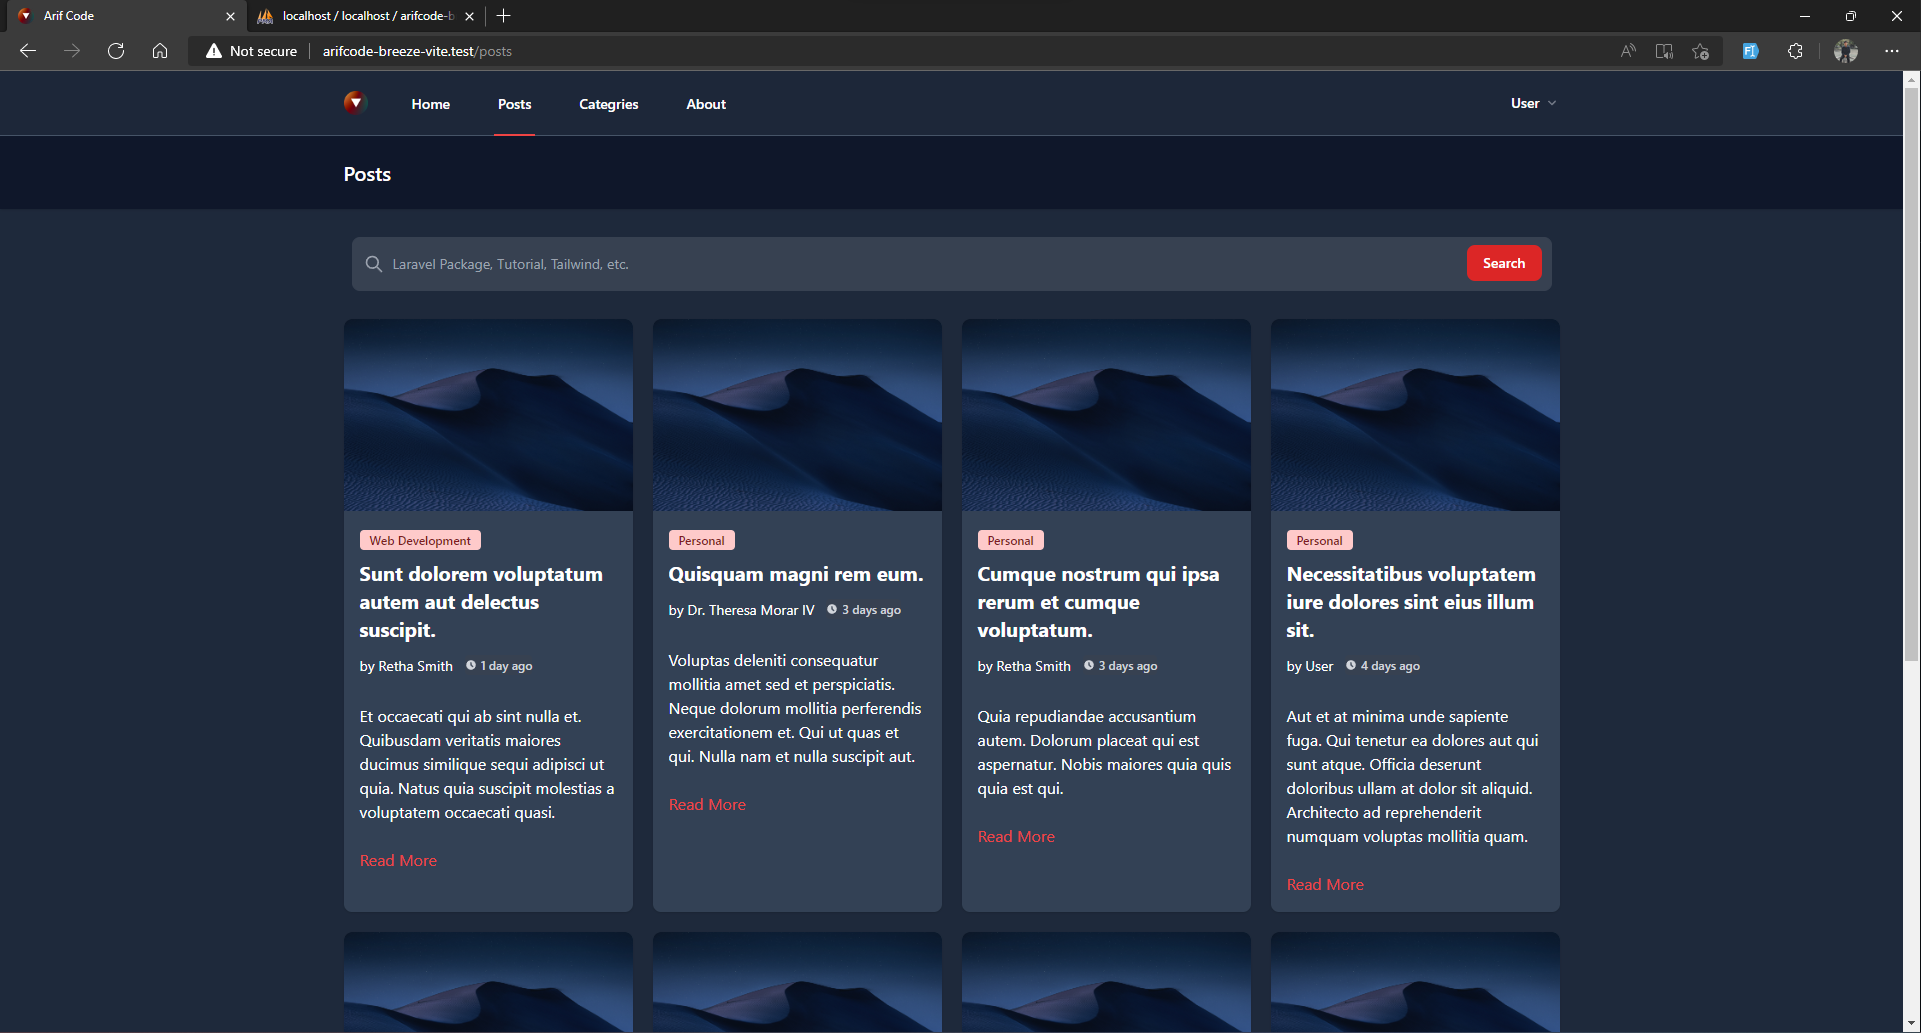 Arif Code
localhost / localhost / arifcode-b
Not secure
arifcode-breeze-vite.test/posts
Home
Posts
Categries
About
User
Posts
Laravel Package, Tutorial, Tailwind, etc.
Search
Web Development
Sunt dolorem voluptatum
autem aut delectus
suscipit.
by Retha Smith 1 day ago
Et occaecati qui ab sint nulla et.
Quibusdam veritatis maiores
ducimus similique sequi adipisci ut
quia. Natus quia suscipit molestias a
voluptatem occaecati quasi.
Read More
Personal
Quisquam magni rem eum.
by Dr. Theresa Morar IV 3 days ago
Voluptas deleniti consequatur
mollitia amet sed et perspiciatis.
Neque dolorum mollitia perferendis
exercitationem et. Qui ut quas et
qui. Nulla nam et nulla suscipit aut.
Read More
Personal
Cumque nostrum qui ipsa
rerum et cumque
voluptatum.
by Retha Smith 3 days ago
Quia repudiandae accusantium
autem. Dolorum placeat qui est
aspernatur. Nobis maiores quia quis
quia est qui.
Read More
Personal
Necessitatibus voluptatem
iure dolores sint eius illum
sit.
by User 4 days ago
Aut et at minima unde sapiente
fuga. Qui tenetur ea dolores aut qui
sunt atque. Officia deserunt
doloribus ullam at dolor sit aliquid.
Architecto ad reprehenderit
numquam voluptas mollitia quam.
Read More